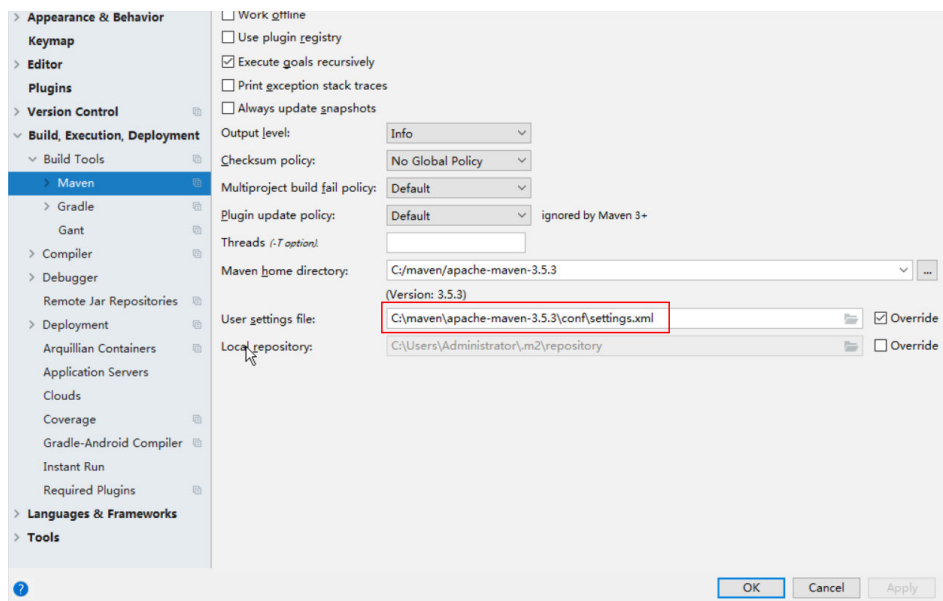 Appearance & Behavior
Keymap
Editor
Plugins
Version Control
Build, Execution, Deployment
Build Tools
Maven
Gradle
Gant
Compiler
Debugger
Remote Jar Repositories
Deployment
Arquillian Containers
Application Servers
Clouds
Coverage
Gradle-Android Compiler
Instant Run
Required Plugins
Languages & Frameworks
Tools
Work offline
Use plugin registry
Execute goals recursively
Print exception stack traces
Always update snapshots
Output level: Info
Checksum policy: No Global Policy
Multiproject build fail policy: Default
Plugin update policy: Default ignored by Maven 3+
Threads (-T option).
Maven home directory: C:/maven/apache-maven-3.5.3 ...
(Version: 3.5.3)
User settings file: C:\maven\apache-maven-3.5.3\conf\settings.xml Override
Local repository: C:\Users\Administrator\.m2\repository Override
? OK Cancel Apply